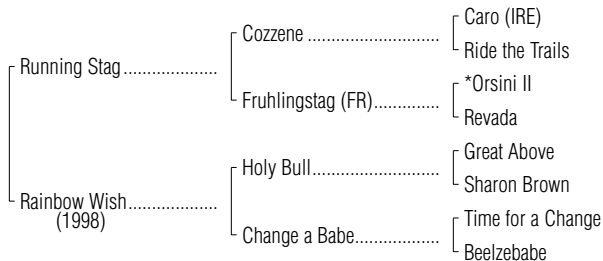 Caro (IRE)
Cozzene .......................
Ride the Trails
Running Stag....................
*Orsini II
Fruhlingstag (FR)..............
Revada
Great Above
Holy Bull...........................
Sharon Brown
Rainbow Wish...................
(1998)
Time for a Change
Change a Babe..................
Beelzebabe